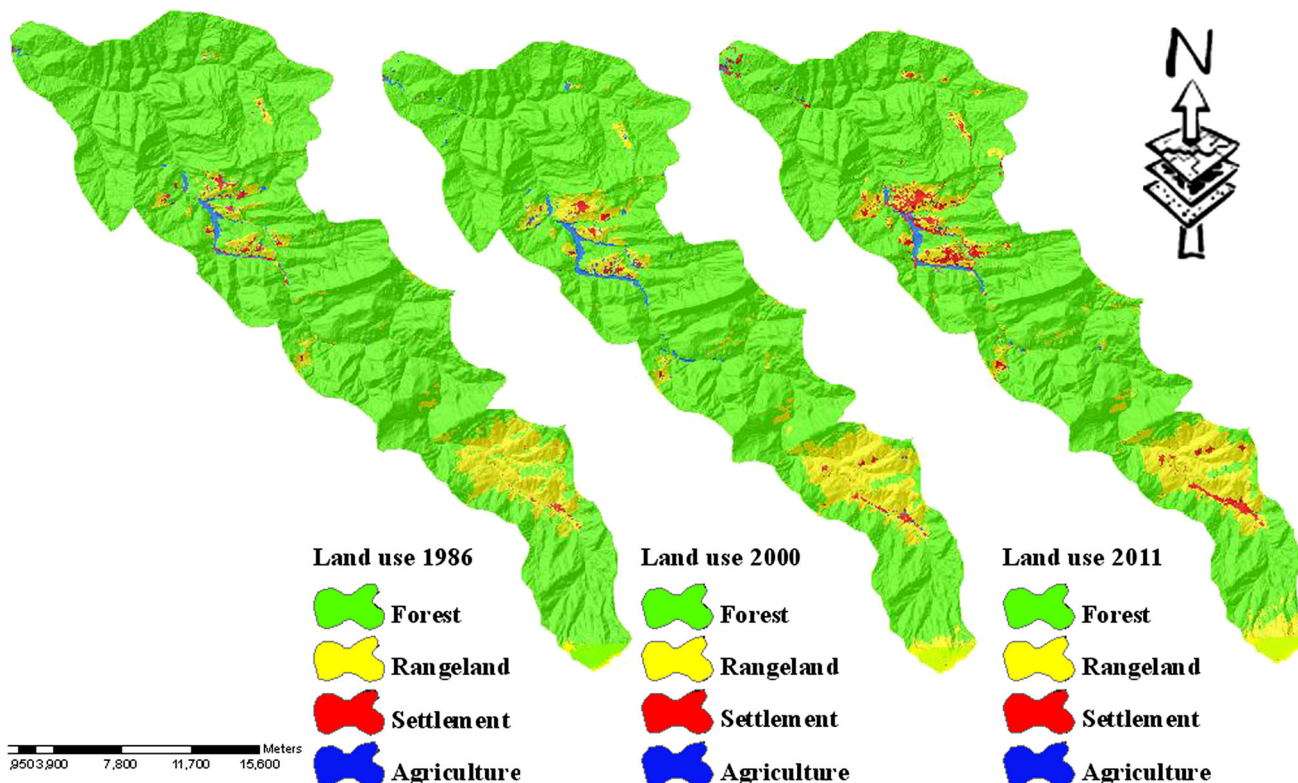 N
Land use 1986
Forest
Rangeland
Settlement
Agriculture
Land use 2000
Forest
Rangeland
Settlement
Agriculture
Land use 2011
Forest
Rangeland
Settlement
Agriculture
Meters
,9503,900 7,800 11,700 15,600